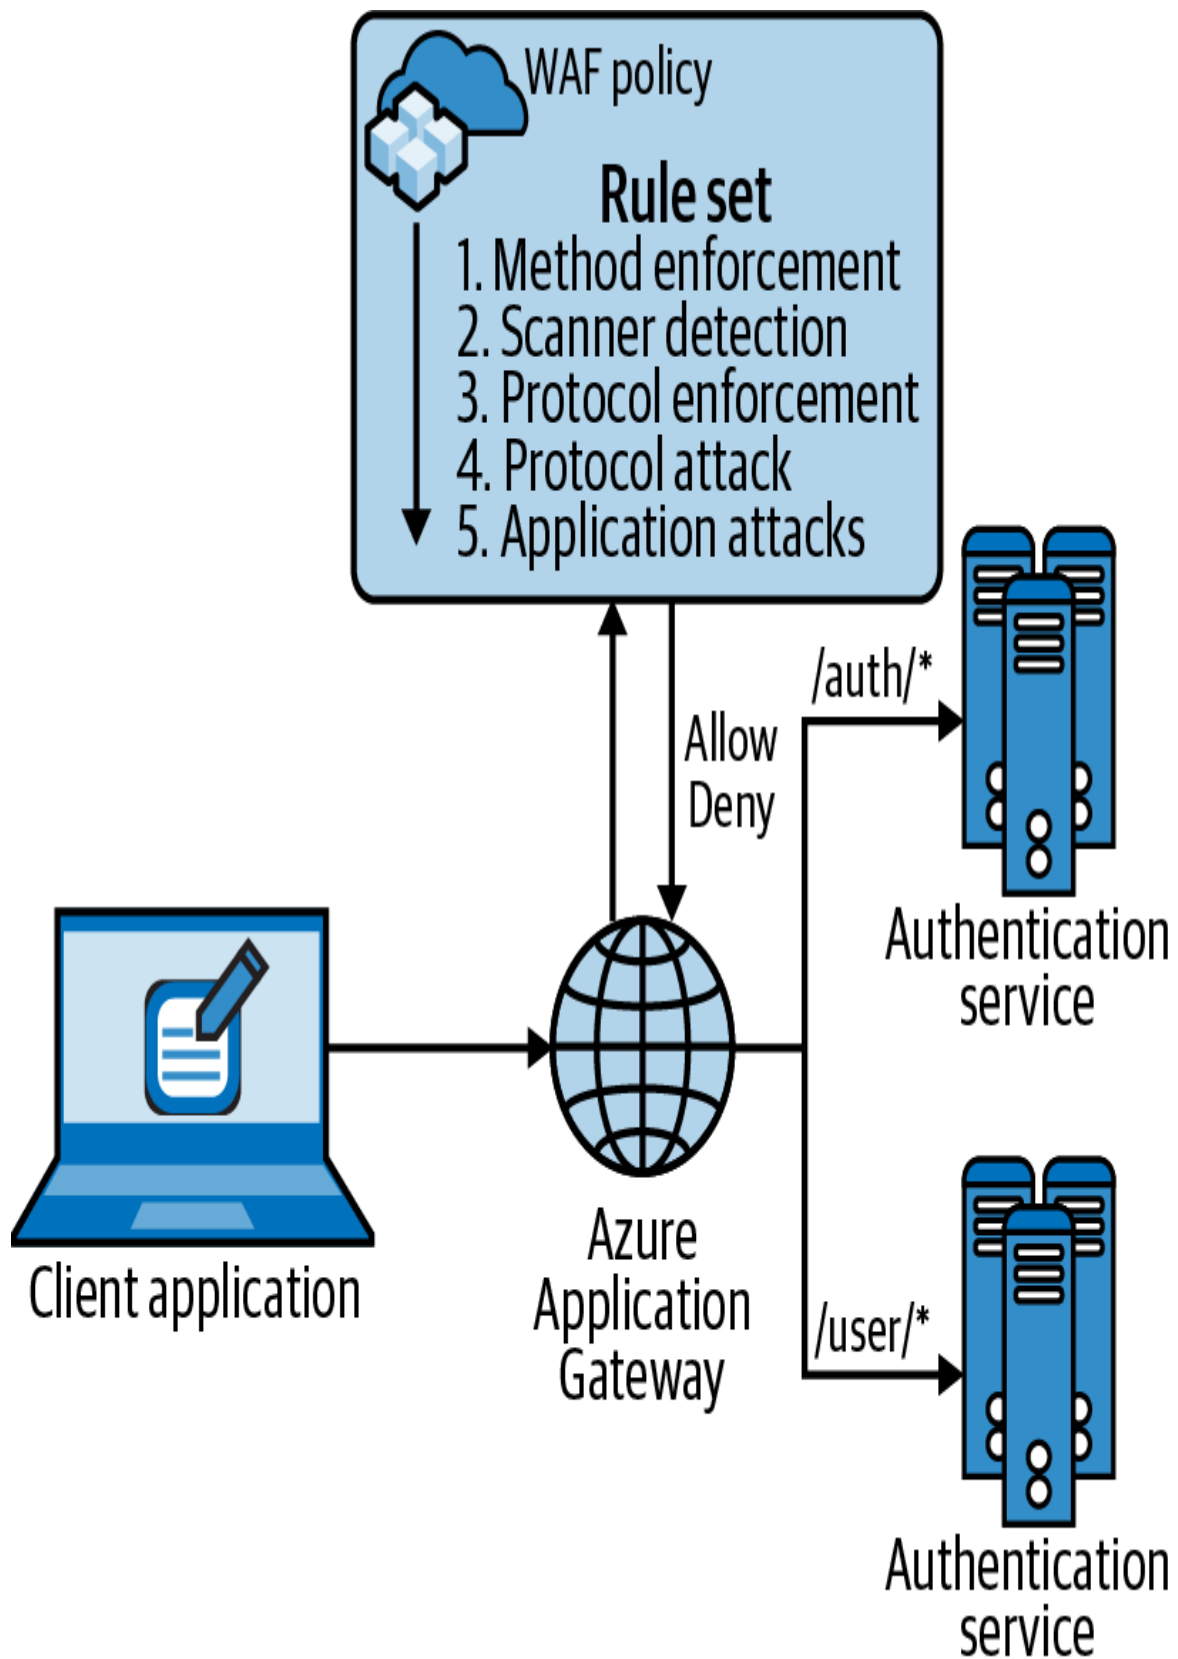 WAF policy
Rule set
1. Method enforcement
2. Scanner detection
3. Protocol enforcement
4. Protocol attack
5. Application attacks
Allow
Deny
/auth/*
Authentication
service
Client application
Azure
Application
Gateway
/user/*
Authentication
service